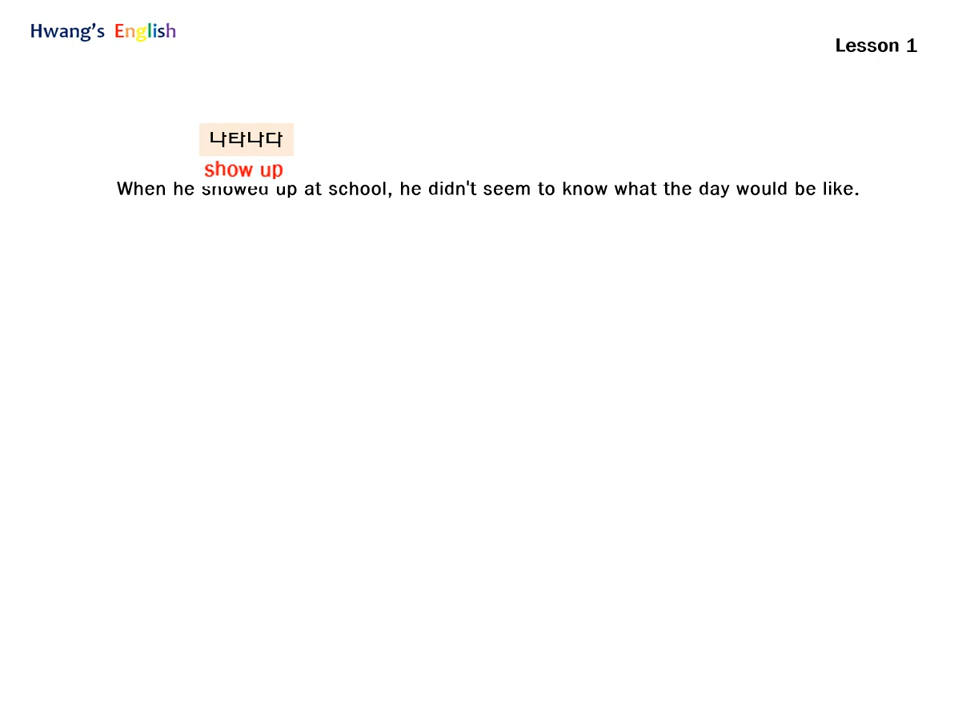 Hwang's English
Lesson 1
나타나다
show up
When he showed up at school, he didn't seem to know what the day would be like.